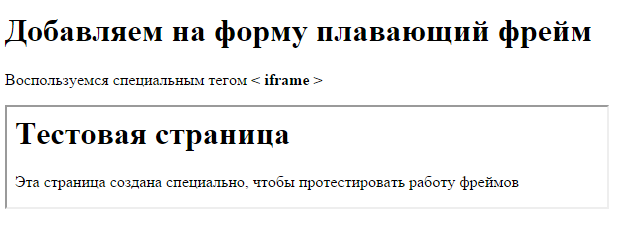 Добавляем на форму плавающий фрейм
Воспользуемся специальным тегом < iframe >
Тестовая страница
Эта страница создана специально, чтобы протестировать работу фреймов